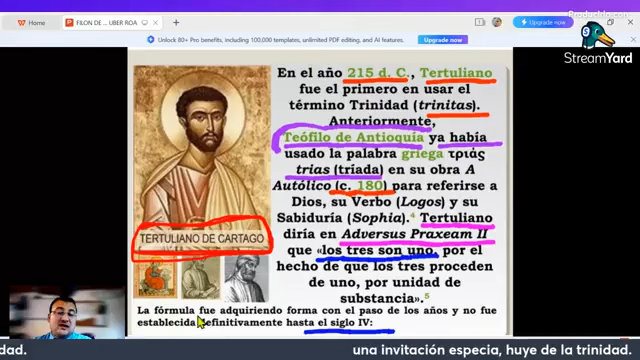 Home
FILON DE ... UBER ROA
Upgrade now
Producido con
StreamYard
Unlock 80+ Pro benefits, including 100,000 templates, unlimited PDF editing, and AI features.
Upgrade now
En el año 215 d. C., Tertuliano
fue el primero en usar el
término Trinidad (trinitas).
Anteriormente,
Teófilo de Antioquía ya había
usado la palabra griega τριάς
trias (tríada) en su obra A
Autólico (c. 180) para referirse a
Dios, su Verbo (Logos) y su
Sabiduría (Sophia).4 Tertuliano
diría en Adversus Praxeam II
que «los tres son uno, por el
hecho de que los tres proceden
de uno, por unidad de
substancia».5
TERTULIANO DE CARTAGO
La fórmula fue adquiriendo forma con el paso de los años y no fue
establecida definitivamente hasta el siglo IV:
dad.
una invitación especia, huye de la trinidad.